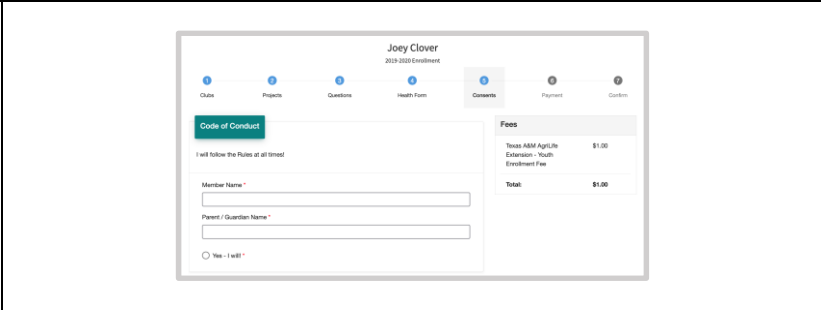 Joey Clover
2019-2020 Enrollment
1 2 3 4 5 6 7
Clubs Projects Questions Health Form Consents Payment Confirm
Code of Conduct
I will follow the Rules at all times!
Member Name *
Parent / Guardian Name *
Yes - I will! *
Fees
Texas A&M AgriLife $1.00
Extension - Youth
Enrollment Fee
Total: $1.00